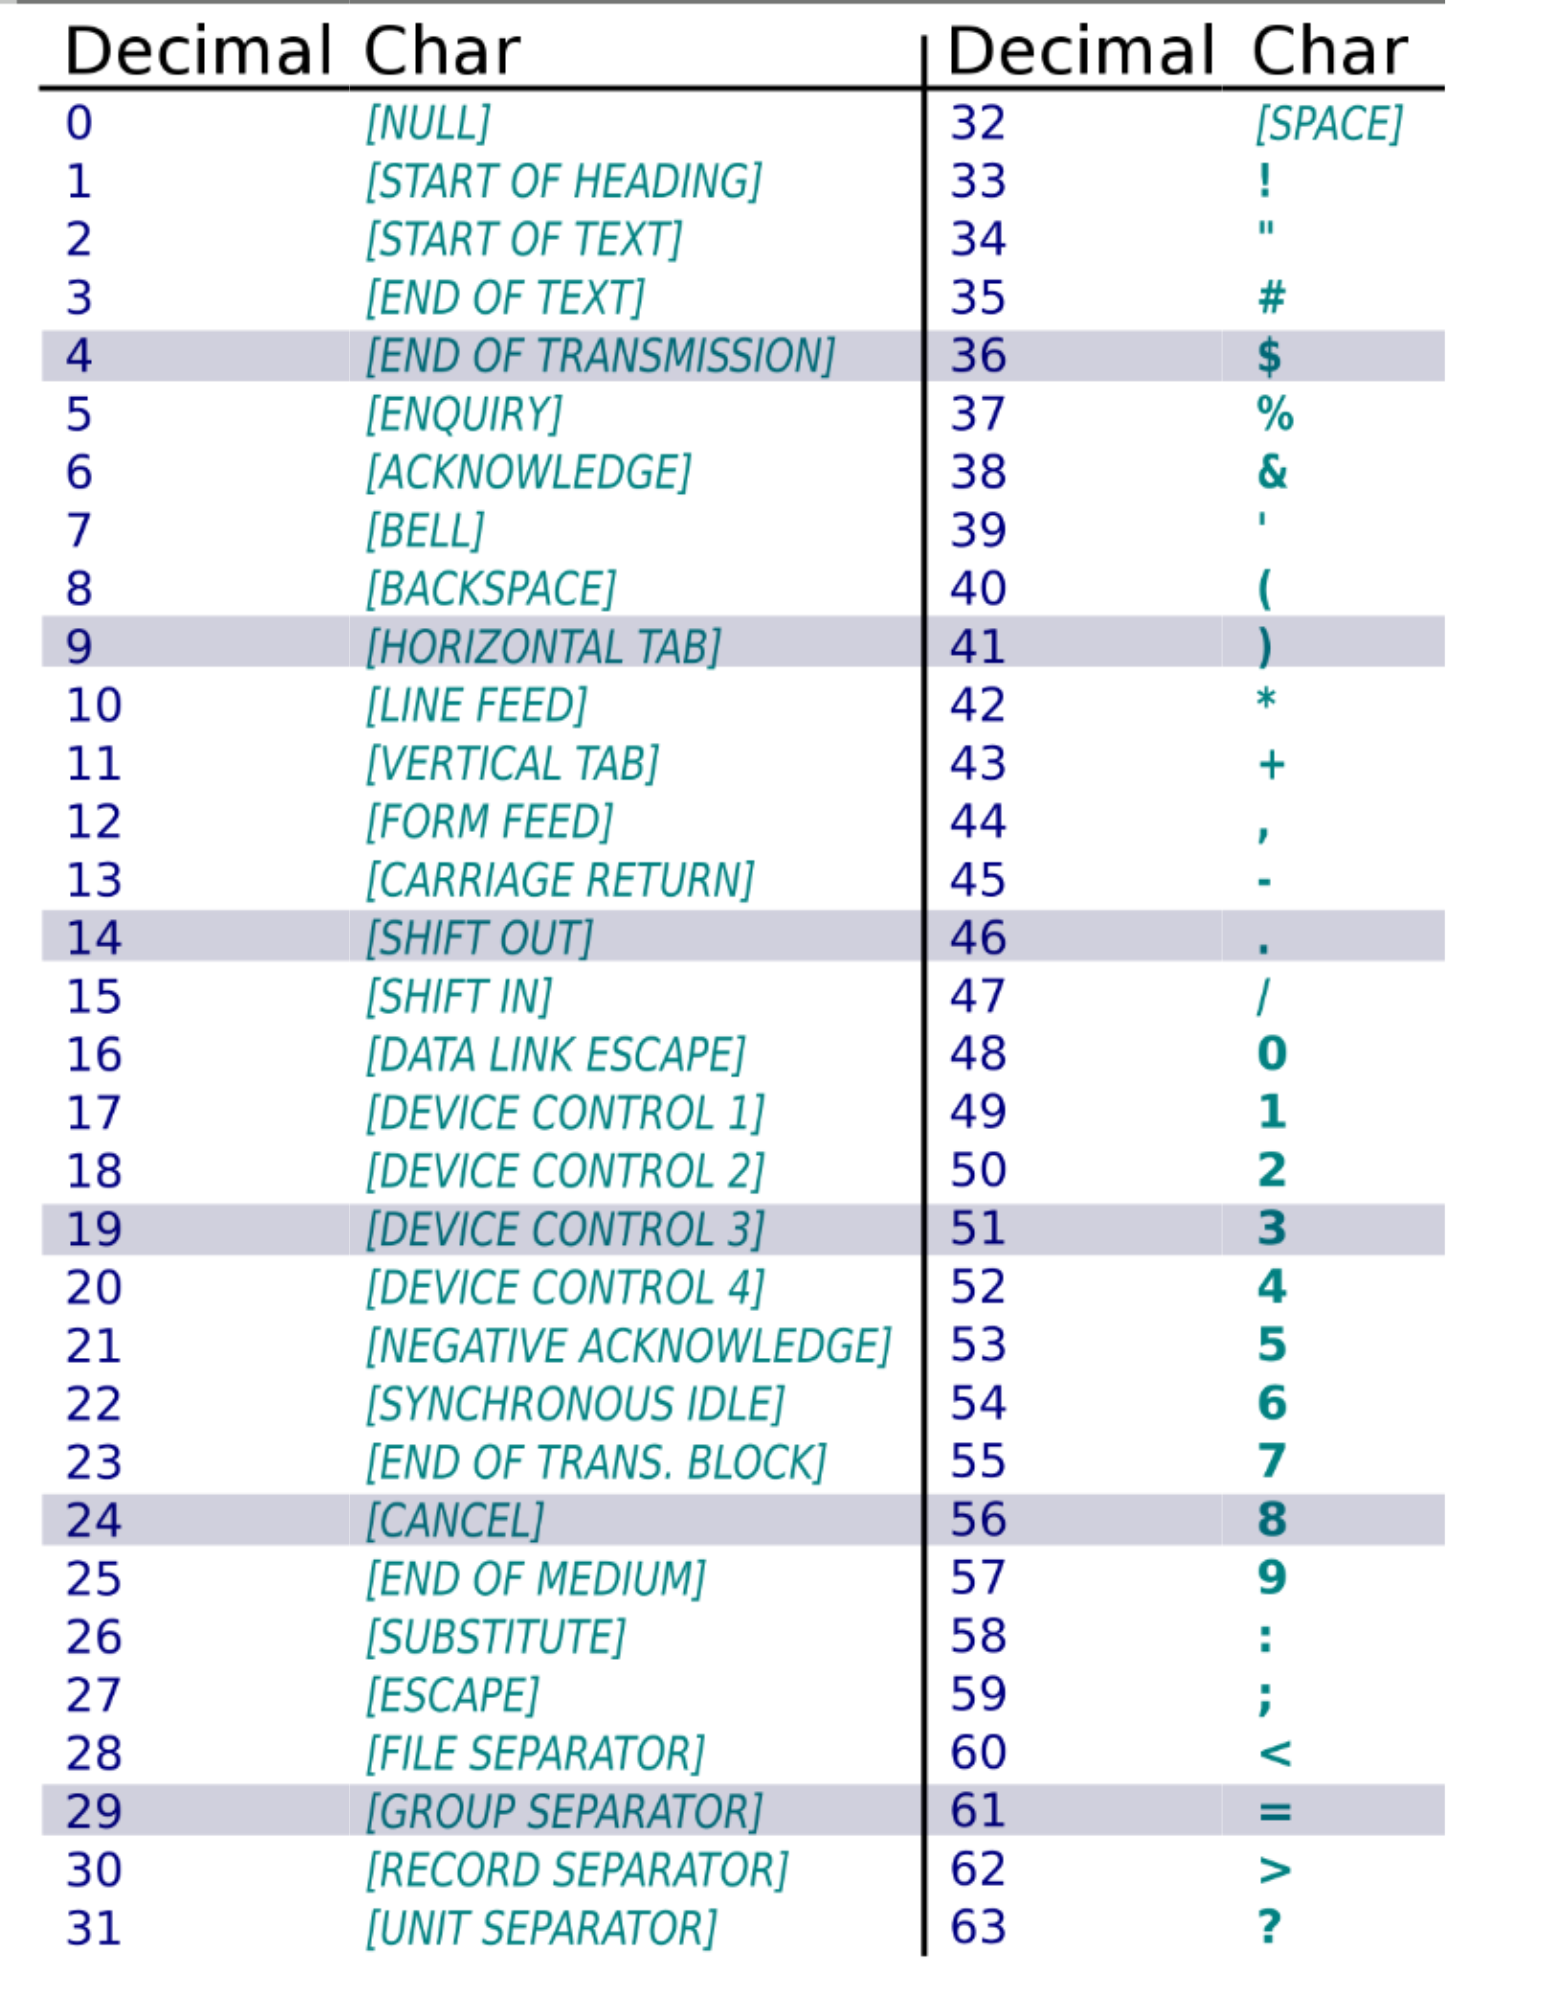 Decimal Char Decimal Char
0 [NULL] 32 [SPACE]
1 [START OF HEADING] 33 !
2 [START OF TEXT] 34 "
3 [END OF TEXT] 35 #
4 [END OF TRANSMISSION] 36 $
5 [ENQUIRY] 37 %
6 [ACKNOWLEDGE] 38 &
7 [BELL] 39 '
8 [BACKSPACE] 40 (
9 [HORIZONTAL TAB] 41 )
10 [LINE FEED] 42 *
11 [VERTICAL TAB] 43 +
12 [FORM FEED] 44 ,
13 [CARRIAGE RETURN] 45 -
14 [SHIFT OUT] 46 .
15 [SHIFT IN] 47 /
16 [DATA LINK ESCAPE] 48 0
17 [DEVICE CONTROL 1] 49 1
18 [DEVICE CONTROL 2] 50 2
19 [DEVICE CONTROL 3] 51 3
20 [DEVICE CONTROL 4] 52 4
21 [NEGATIVE ACKNOWLEDGE] 53 5
22 [SYNCHRONOUS IDLE] 54 6
23 [END OF TRANS. BLOCK] 55 7
24 [CANCEL] 56 8
25 [END OF MEDIUM] 57 9
26 [SUBSTITUTE] 58 :
27 [ESCAPE] 59 ;
28 [FILE SEPARATOR] 60 <
29 [GROUP SEPARATOR] 61 =
30 [RECORD SEPARATOR] 62 >
31 [UNIT SEPARATOR] 63 ?